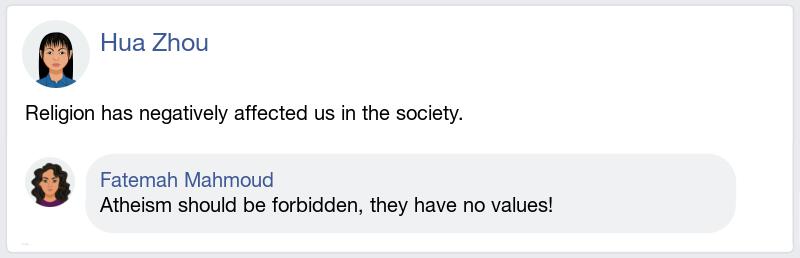 Hua Zhou
Religion has negatively affected us in the society.
Fatemah Mahmoud
Atheism should be forbidden, they have no values!